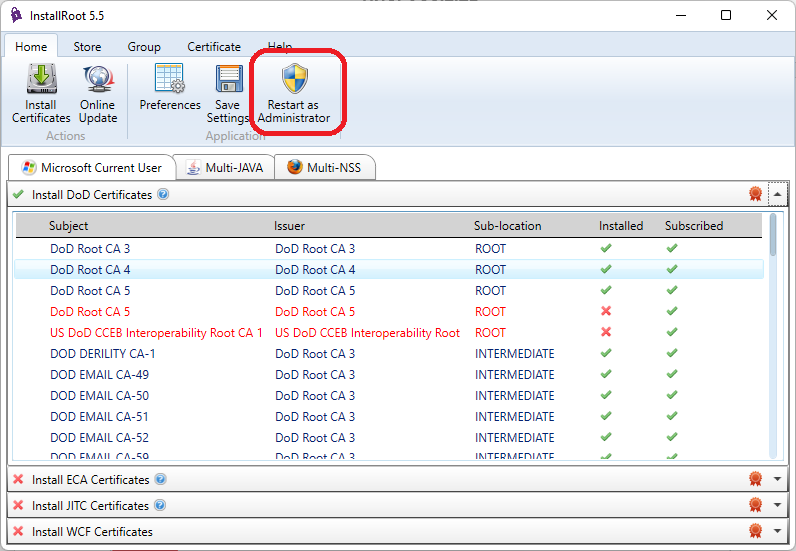 InstallRoot 5.5
Home Store Group Certificate Help
Install Certificates Online Update Preferences Save Settings Restart as Administrator
Actions Application
Microsoft Current User Multi-JAVA Multi-NSS
Install DoD Certificates
Subject Issuer Sub-location Installed Subscribed
DoD Root CA 3 DoD Root CA 3 ROOT
DoD Root CA 4 DoD Root CA 4 ROOT
DoD Root CA 5 DoD Root CA 5 ROOT
DoD Root CA 5 DoD Root CA 5 ROOT
US DoD CCEB Interoperability Root CA 1 US DoD CCEB Interoperability Root ROOT
DOD DERILITY CA-1 DoD Root CA 3 INTERMEDIATE
DOD EMAIL CA-49 DoD Root CA 3 INTERMEDIATE
DOD EMAIL CA-50 DoD Root CA 3 INTERMEDIATE
DOD EMAIL CA-51 DoD Root CA 3 INTERMEDIATE
DOD EMAIL CA-52 DoD Root CA 3 INTERMEDIATE
DOD EMAIL CA-59 DoD Root CA 3 INTERMEDIATE
Install ECA Certificates
Install JITC Certificates
Install WCF Certificates